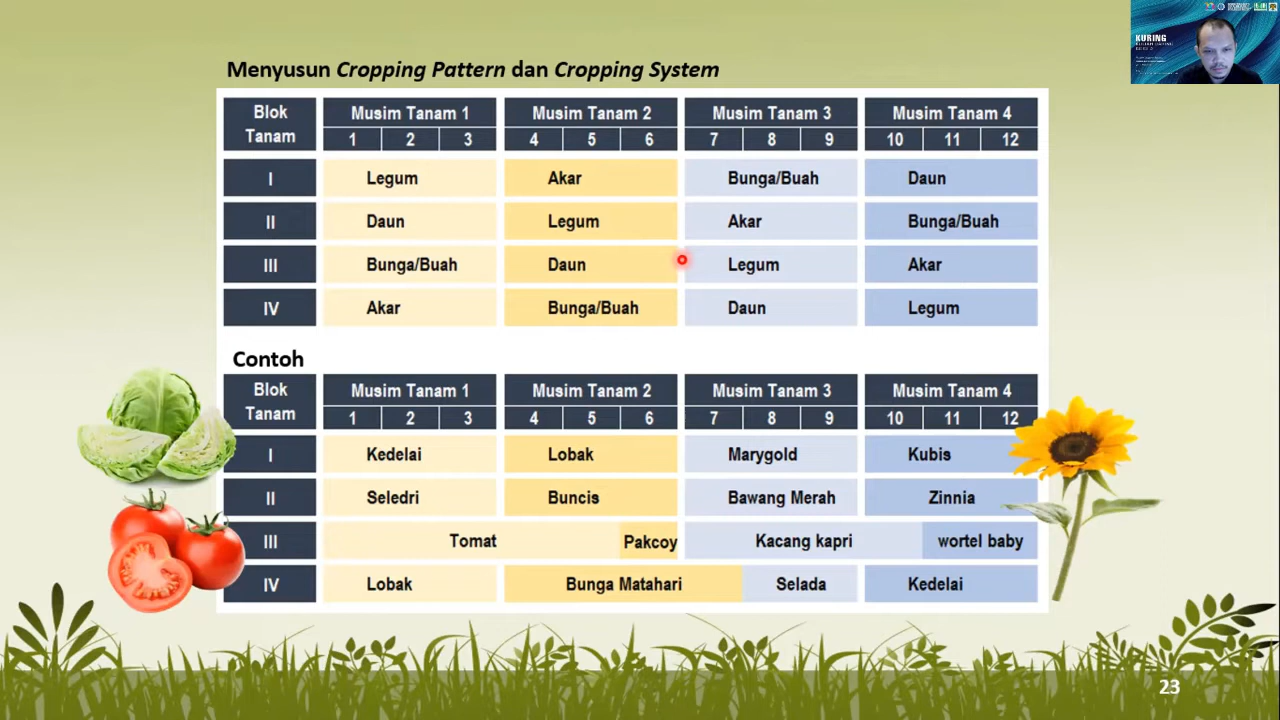 KURING
Menyusun Cropping Pattern dan Cropping System
Blok Tanam Musim Tanam 1 Musim Tanam 2 Musim Tanam 3 Musim Tanam 4
1 2 3 4 5 6 7 8 9 10 11 12
I Legum Akar Bunga/Buah Daun
II Daun Legum Akar Bunga/Buah
III Bunga/Buah Daun Legum Akar
IV Akar Bunga/Buah Daun Legum
Contoh
Blok Tanam Musim Tanam 1 Musim Tanam 2 Musim Tanam 3 Musim Tanam 4
1 2 3 4 5 6 7 8 9 10 11 12
I Kedelai Lobak Marygold Kubis
II Seledri Buncis Bawang Merah Zinnia
III Tomat Pakcoy Kacang kapri wortel baby
IV Lobak Bunga Matahari Selada Kedelai
23